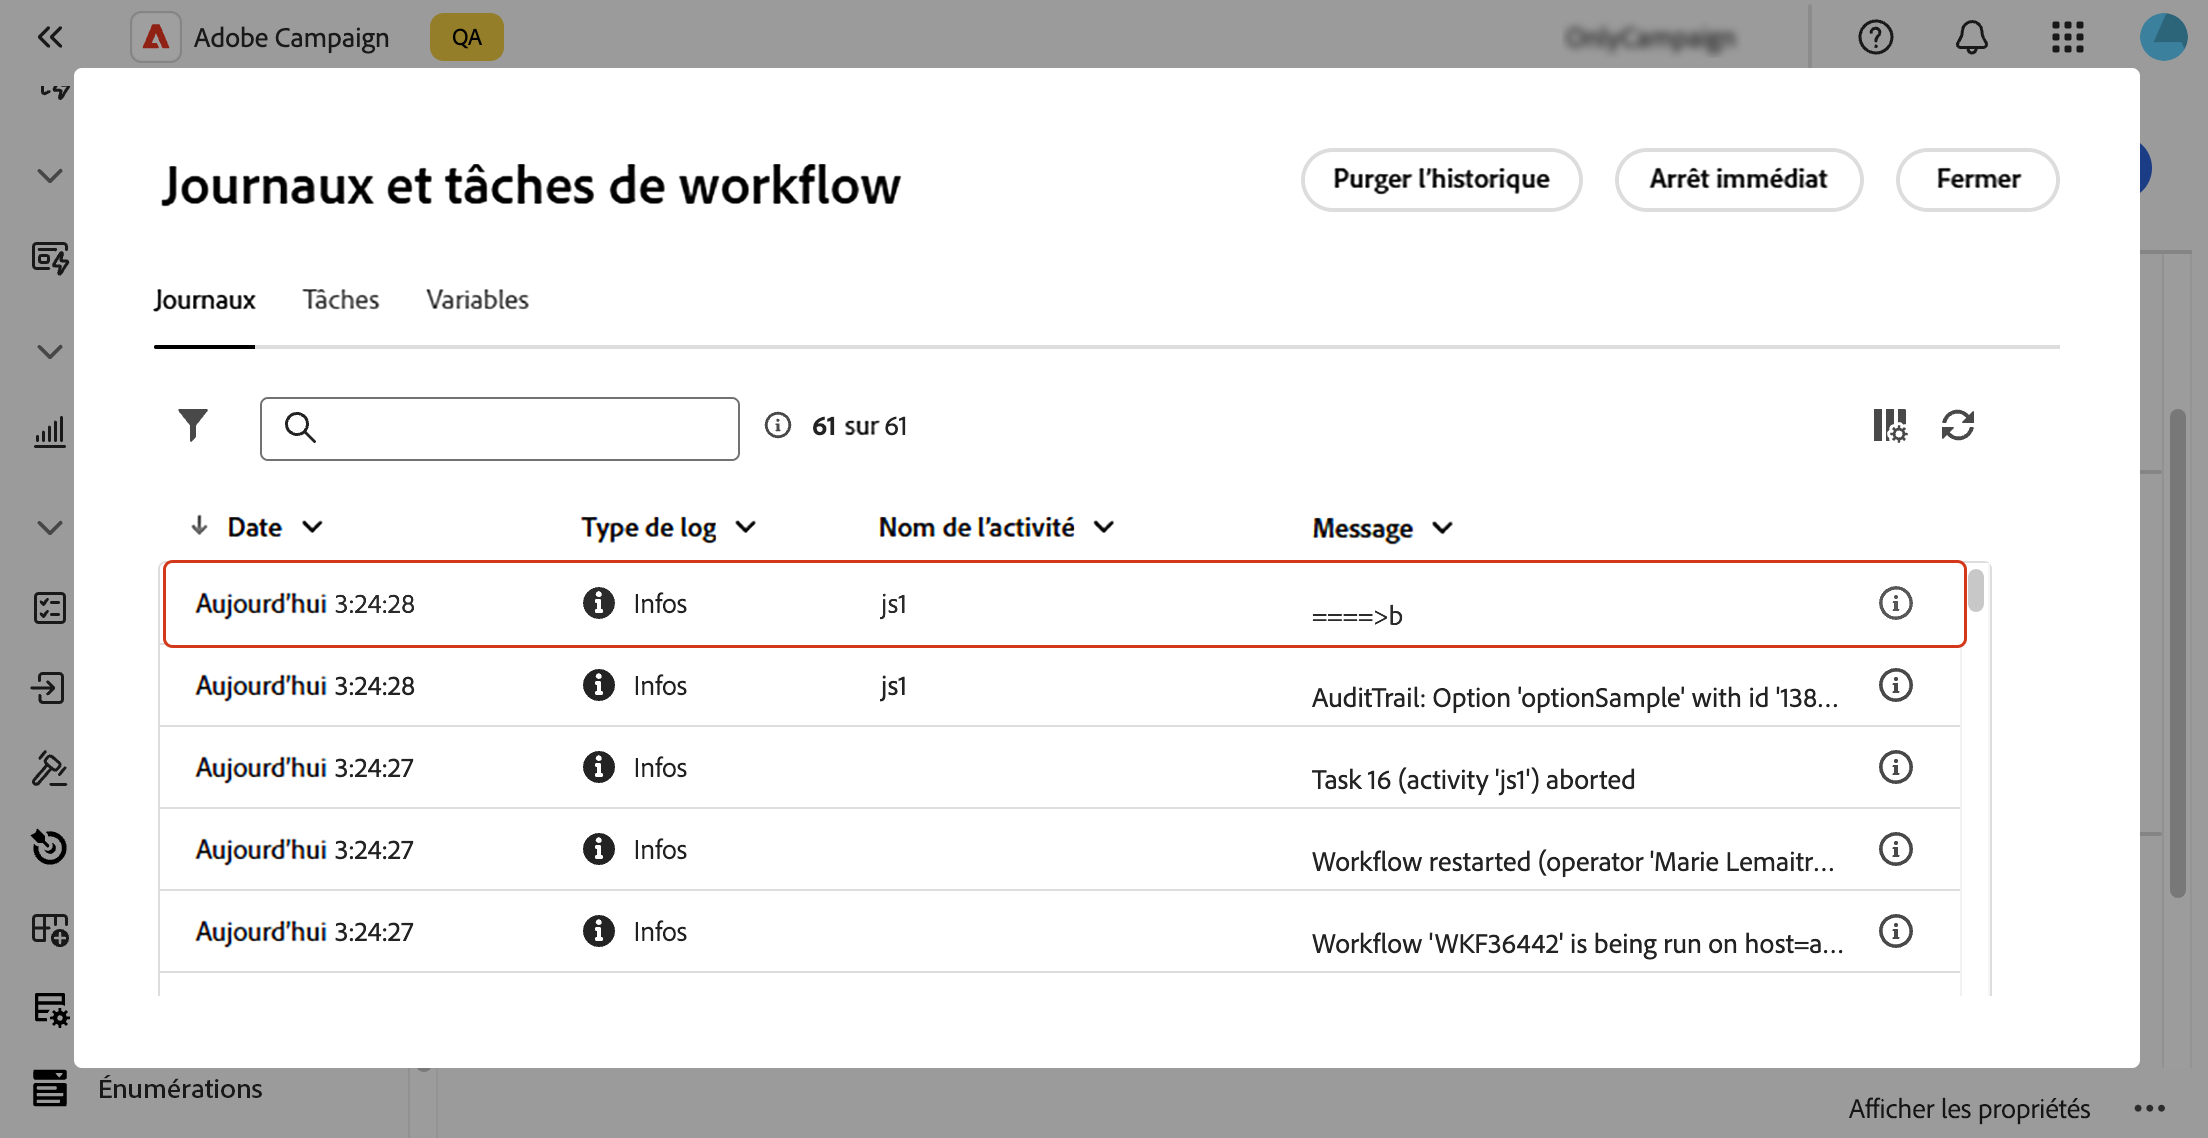 Adobe Campaign QA
Journaux et tâches de workflow
Purger l'historique Arrêt immédiat Fermer
Journaux Tâches Variables
61 sur 61
Date Type de log Nom de l'activité Message
Aujourd'hui 3:24:28 Infos js1 ====>b
Aujourd'hui 3:24:28 Infos js1 AuditTrail: Option 'optionSample' with id '138...
Aujourd'hui 3:24:27 Infos Task 16 (activity 'js1') aborted
Aujourd'hui 3:24:27 Infos Workflow restarted (operator 'Marie Lemaitr...
Aujourd'hui 3:24:27 Infos Workflow 'WKF36442' is being run on host=a...
Énumérations
Afficher les propriétés